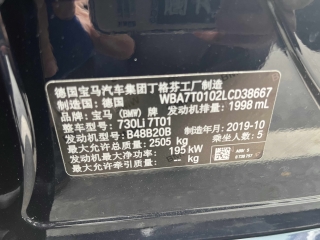 德国宝马汽车集团丁格芬工厂制造
制造国：德国 WBA7T0102LCD38667
品牌：宝马 (BMW) 牌 发动机排量：1998 mL
整车型号：730Li 7T01
发动机型号：B48B20B 制造年月：2019-10
最大允许总质量：2505 kg 乘坐人数：5
发动机最大净功率：195 kW
最大允许牵引质量：-- kg